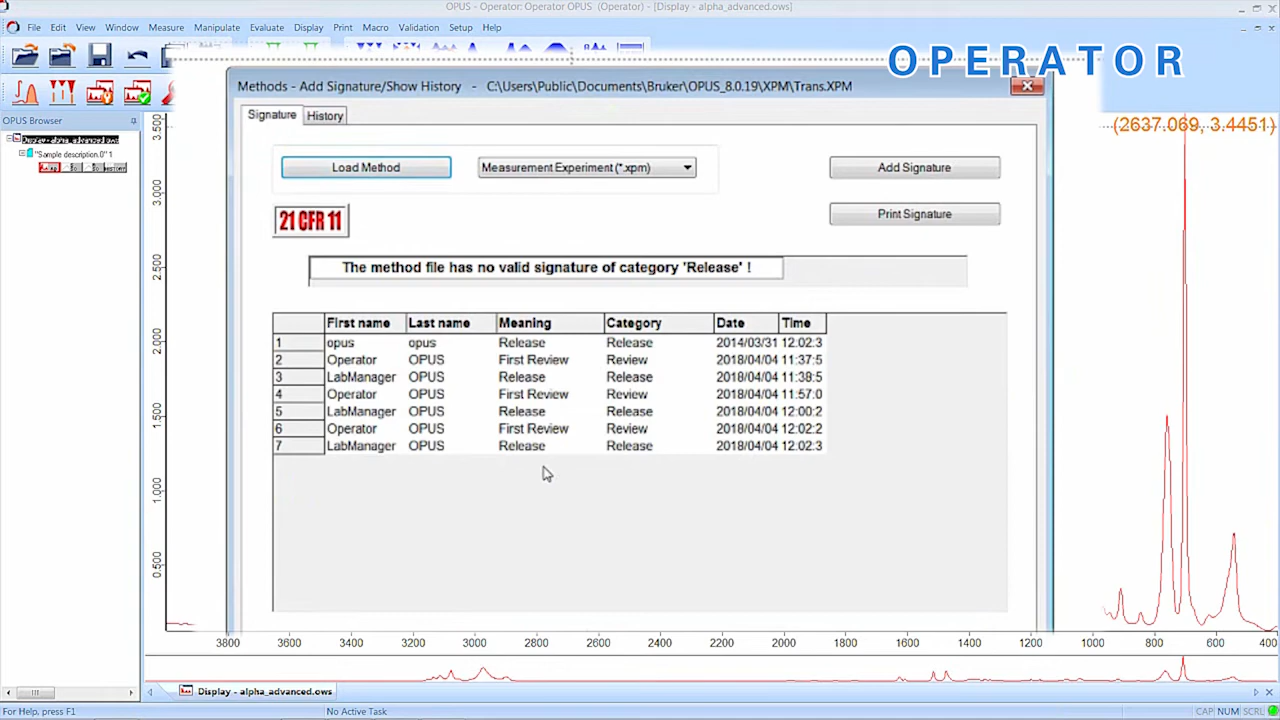 OPUS - Operator: Operator OPUS (Operator) - [Display - alpha_advanced.ows]
File Edit View Window Measure Manipulate Evaluate Display Print Macro Validation Setup Help
OPERATOR
OPUS Browser
Display - alpha_advanced.ows
"Sample description.0" 1
Methods - Add Signature/Show History - C:\Users\Public\Documents\Bruker\OPUS_8.0.19\XPM\Trans.XPM
Signature History
Load Method Measurement Experiment (*.xpm) Add Signature
21 CFR 11 Print Signature
The method file has no valid signature of category 'Release' !
First name Last name Meaning Category Date Time
1 opus opus Release Release 2014/03/31 12:02:3
2 Operator OPUS First Review Review 2018/04/04 11:37:5
3 LabManager OPUS Release Release 2018/04/04 11:38:5
4 Operator OPUS First Review Review 2018/04/04 11:57:0
5 LabManager OPUS Release Release 2018/04/04 12:00:2
6 Operator OPUS First Review Review 2018/04/04 12:02:2
7 LabManager OPUS Release Release 2018/04/04 12:02:3
(2637.069, 3.4451)
3.500
3.000
2.500
2.000
1.500
1.000
0.500
3800 3600 3400 3200 3000 2800 2600 2400 2200 2000 1800 1600 1400 1200 1000 800 600 400
Display - alpha_advanced.ows
For Help, press F1 No Active Task CAP NUM SCRL